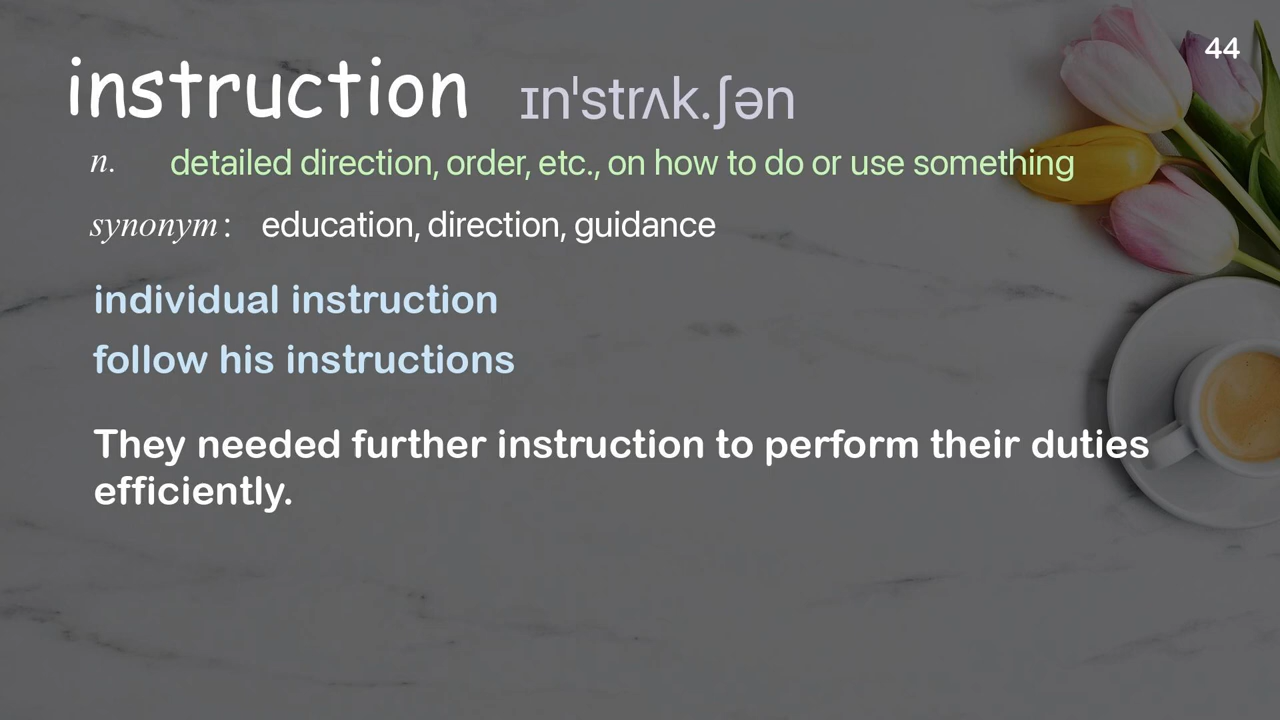 44
instruction ɪnˈstrʌk.ʃən
n. detailed direction, order, etc., on how to do or use something
synonym: education, direction, guidance
individual instruction
follow his instructions
They needed further instruction to perform their duties
efficiently.